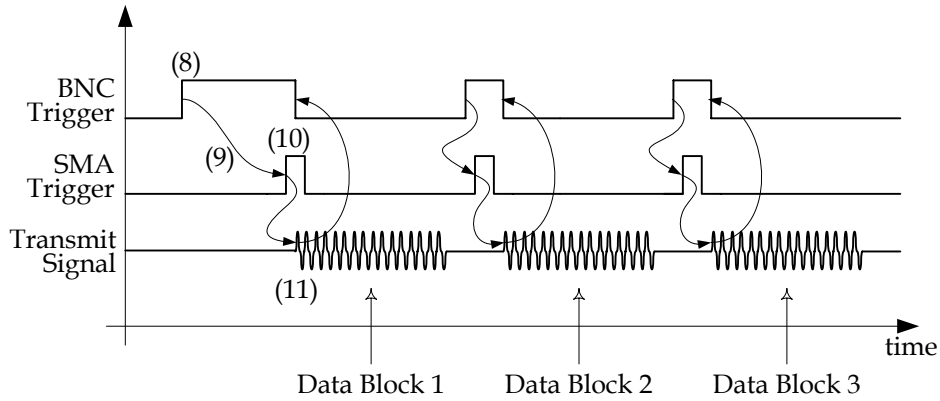 (8)
BNC
Trigger
(9)
(10)
SMA
Trigger
Transmit
Signal
(11)
time
Data Block 1
Data Block 2
Data Block 3